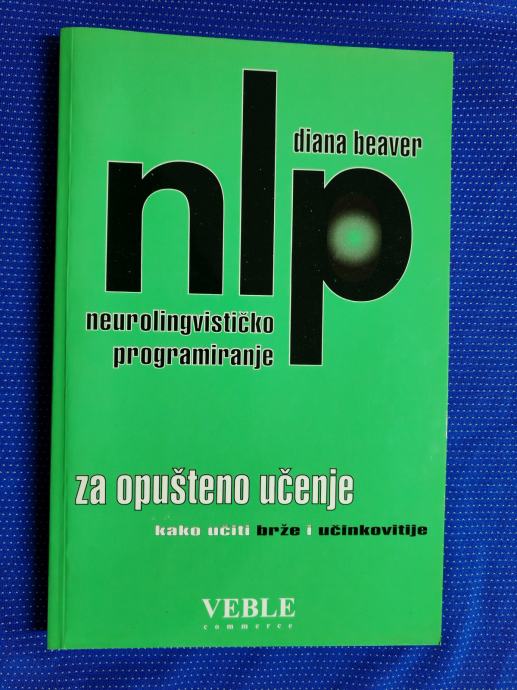 nlp
diana beaver
neurolingvističko
programiranje
za opušteno učenje
kako učiti brže i učinkovitije
VEBLE
commerce